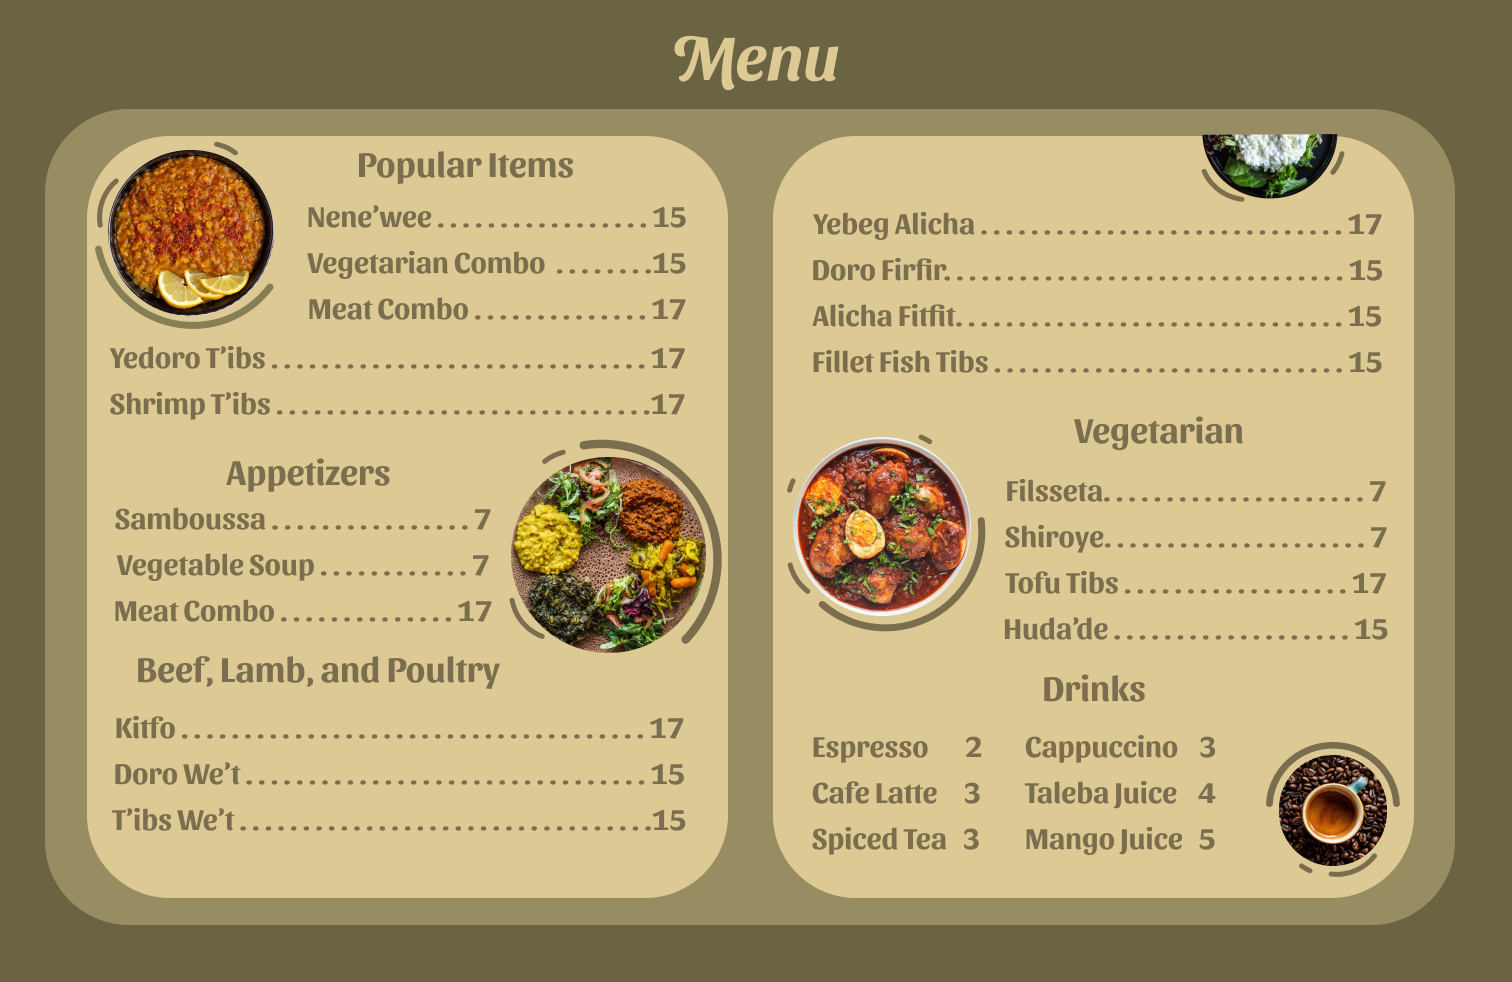 Menu
Popular Items
Nene’wee................15
Vegetarian Combo ........15
Meat Combo.............17
Yedoro T’ibs........................17
Shrimp T’ibs........................17
Appetizers
Samboussa.............7
Vegetable Soup..........7
Meat Combo...........17
Beef, Lamb, and Poultry
Kitfo..............................17
Doro We’t..........................15
T’ibs We’t..........................15
Yebeg Alicha.......................17
Doro Firfir.........................15
Alicha Fitfit........................15
Fillet Fish Tibs......................15
Vegetarian
Filsseta.................7
Shiroye.................7
Tofu Tibs..............17
Huda’de...............15
Drinks
Espresso 2 Cappuccino 3
Cafe Latte 3 Taleba Juice 4
Spiced Tea 3 Mango Juice 5